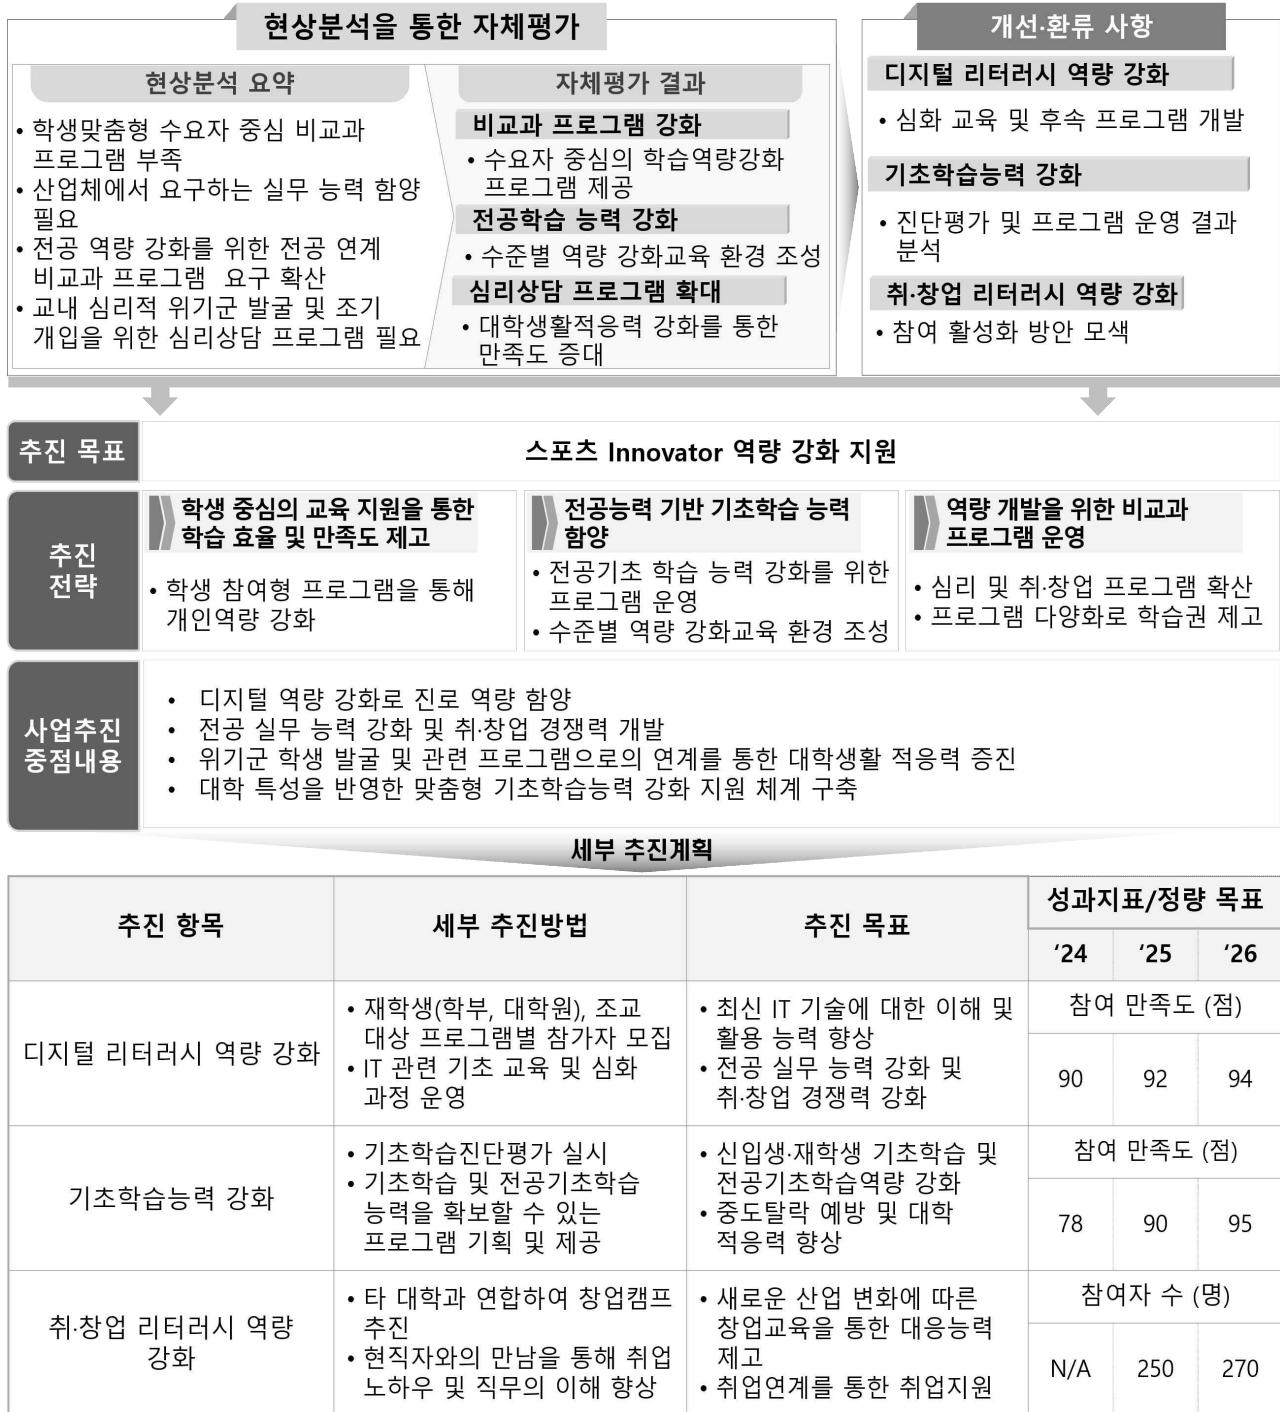 현상분석을 통한 자체평가
현상분석 요약
• 학생맞춤형 수요자 중심 비교과
프로그램 부족
• 산업체에서 요구하는 실무 능력 함양
필요
• 전공 역량 강화를 위한 전공 연계
비교과 프로그램 요구 확산
• 교내 심리적 위기군 발굴 및 조기
개입을 위한 심리상담 프로그램 필요
자체평가 결과
비교과 프로그램 강화
• 수요자 중심의 학습역량강화
프로그램 제공
전공학습 능력 강화
• 수준별 역량 강화교육 환경 조성
심리상담 프로그램 확대
• 대학생활적응력 강화를 통한
만족도 증대
개선·환류 사항
디지털 리터러시 역량 강화
• 심화 교육 및 후속 프로그램 개발
기초학습능력 강화
• 진단평가 및 프로그램 운영 결과
분석
취·창업 리터러시 역량 강화
• 참여 활성화 방안 모색
추진 목표
스포츠 Innovator 역량 강화 지원
추진
전략
학생 중심의 교육 지원을 통한
학습 효율 및 만족도 제고
• 학생 참여형 프로그램을 통해
개인역량 강화
전공능력 기반 기초학습 능력
함양
• 전공기초 학습 능력 강화를 위한
프로그램 운영
• 수준별 역량 강화교육 환경 조성
역량 개발을 위한 비교과
프로그램 운영
• 심리 및 취·창업 프로그램 확산
• 프로그램 다양화로 학습권 제고
사업추진
중점내용
• 디지털 역량 강화로 진로 역량 함양
• 전공 실무 능력 강화 및 취·창업 경쟁력 개발
• 위기군 학생 발굴 및 관련 프로그램으로의 연계를 통한 대학생활 적응력 증진
• 대학 특성을 반영한 맞춤형 기초학습능력 강화 지원 체계 구축
세부 추진계획
추진 항목
세부 추진방법
추진 목표
성과지표/정량 목표
‘24 ‘25 ‘26
디지털 리터러시 역량 강화
• 재학생(학부, 대학원), 조교
대상 프로그램별 참가자 모집
• IT 관련 기초 교육 및 심화
과정 운영
• 최신 IT 기술에 대한 이해 및
활용 능력 향상
• 전공 실무 능력 강화 및
취·창업 경쟁력 강화
참여 만족도 (점)
90 92 94
기초학습능력 강화
• 기초학습진단평가 실시
• 기초학습 및 전공기초학습
능력을 확보할 수 있는
프로그램 기획 및 제공
• 신입생·재학생 기초학습 및
전공기초학습역량 강화
• 중도탈락 예방 및 대학
적응력 향상
참여 만족도 (점)
78 90 95
취·창업 리터러시 역량
강화
• 타 대학과 연합하여 창업캠프
추진
• 현직자와의 만남을 통해 취업
노하우 및 직무의 이해 향상
• 새로운 산업 변화에 따른
창업교육을 통한 대응능력
제고
• 취업연계를 통한 취업지원
참여자 수 (명)
N/A 250 270